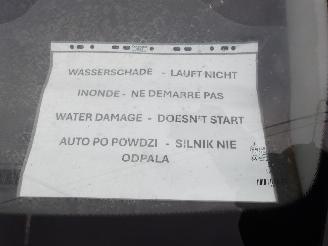 WASSERSCHADE - LAUFT NICHT
INONDE - NE DEMARRE PAS
WATER DAMAGE - DOESN'T START
AUTO PO POWDZI - SILNIK NIE
ODPALA